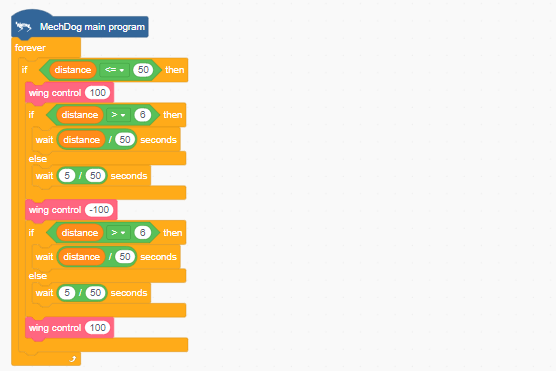 MechDog main program
forever
if distance <= 50 then
wing control 100
if distance > 6 then
wait distance / 50 seconds
else
wait 5 / 50 seconds
wing control -100
if distance > 6 then
wait distance / 50 seconds
else
wait 5 / 50 seconds
wing control 100